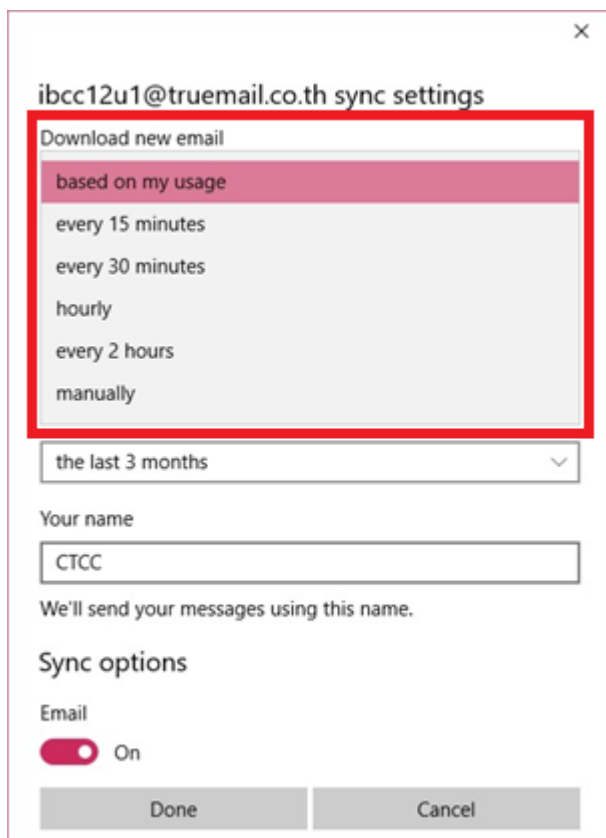 ibcc12u1@truemail.co.th sync settings
Download new email
based on my usage
every 15 minutes
every 30 minutes
hourly
every 2 hours
manually
the last 3 months
Your name
CTCC
We'll send your messages using this name.
Sync options
Email
On
Done
Cancel